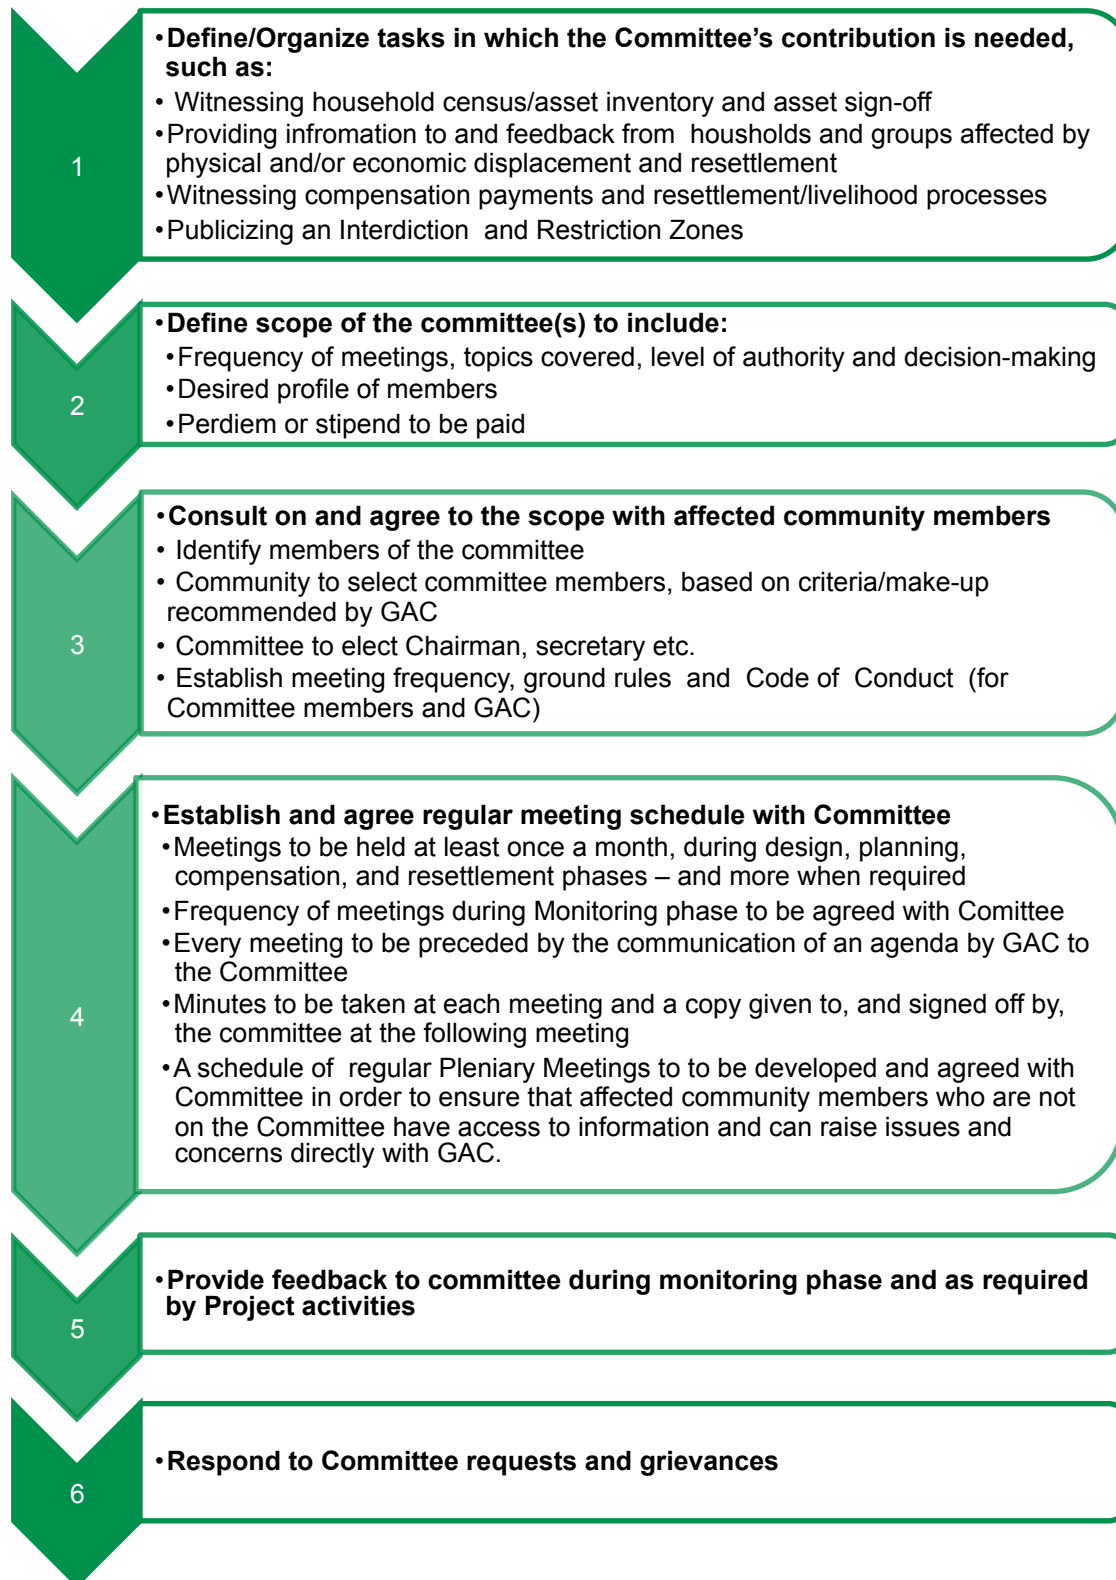 1
• Define/Organize tasks in which the Committee's contribution is needed,
such as:
• Witnessing household census/asset inventory and asset sign-off
• Providing infromation to and feedback from housholds and groups affected by
physical and/or economic displacement and resettlement
• Witnessing compensation payments and resettlement/livelihood processes
• Publicizing an Interdiction and Restriction Zones
2
• Define scope of the committee(s) to include:
• Frequency of meetings, topics covered, level of authority and decision-making
• Desired profile of members
• Perdiem or stipend to be paid
3
• Consult on and agree to the scope with affected community members
• Identify members of the committee
• Community to select committee members, based on criteria/make-up
recommended by GAC
• Committee to elect Chairman, secretary etc.
• Establish meeting frequency, ground rules and Code of Conduct (for
Committee members and GAC)
4
• Establish and agree regular meeting schedule with Committee
• Meetings to be held at least once a month, during design, planning,
compensation, and resettlement phases – and more when required
• Frequency of meetings during Monitoring phase to be agreed with Comittee
• Every meeting to be preceded by the communication of an agenda by GAC to
the Committee
• Minutes to be taken at each meeting and a copy given to, and signed off by,
the committee at the following meeting
• A schedule of regular Pleniary Meetings to to be developed and agreed with
Committee in order to ensure that affected community members who are not
on the Committee have access to information and can raise issues and
concerns directly with GAC.
5
• Provide feedback to committee during monitoring phase and as required
by Project activities
6
• Respond to Committee requests and grievances